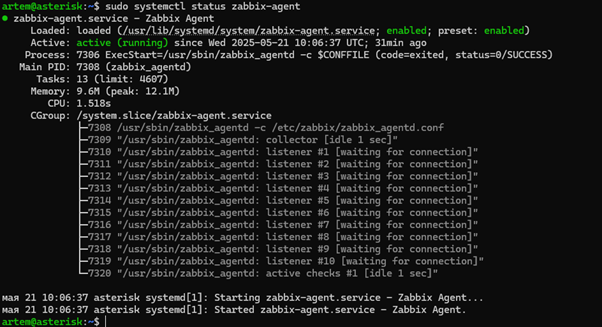 artem@asterisk:~$ sudo systemctl status zabbix-agent
● zabbix-agent.service - Zabbix Agent
Loaded: loaded (/usr/lib/systemd/system/zabbix-agent.service; enabled; preset: enabled)
Active: active (running) since Wed 2025-05-21 10:06:37 UTC; 31min ago
Process: 7306 ExecStart=/usr/sbin/zabbix_agentd -c $CONFFILE (code=exited, status=0/SUCCESS)
Main PID: 7308 (zabbix_agentd)
Tasks: 13 (limit: 4607)
Memory: 9.6M (peak: 12.1M)
CPU: 1.518s
CGroup: /system.slice/zabbix-agent.service
├─7308 /usr/sbin/zabbix_agentd -c /etc/zabbix/zabbix_agentd.conf
├─7309 "/usr/sbin/zabbix_agentd: collector [idle 1 sec]"
├─7310 "/usr/sbin/zabbix_agentd: listener #1 [waiting for connection]"
├─7311 "/usr/sbin/zabbix_agentd: listener #2 [waiting for connection]"
├─7312 "/usr/sbin/zabbix_agentd: listener #3 [waiting for connection]"
├─7313 "/usr/sbin/zabbix_agentd: listener #4 [waiting for connection]"
├─7314 "/usr/sbin/zabbix_agentd: listener #5 [waiting for connection]"
├─7315 "/usr/sbin/zabbix_agentd: listener #6 [waiting for connection]"
├─7316 "/usr/sbin/zabbix_agentd: listener #7 [waiting for connection]"
├─7317 "/usr/sbin/zabbix_agentd: listener #8 [waiting for connection]"
├─7318 "/usr/sbin/zabbix_agentd: listener #9 [waiting for connection]"
├─7319 "/usr/sbin/zabbix_agentd: listener #10 [waiting for connection]"
└─7320 "/usr/sbin/zabbix_agentd: active checks #1 [idle 1 sec]"
мая 21 10:06:37 asterisk systemd[1]: Starting zabbix-agent.service - Zabbix Agent...
мая 21 10:06:37 asterisk systemd[1]: Started zabbix-agent.service - Zabbix Agent.
artem@asterisk:~$